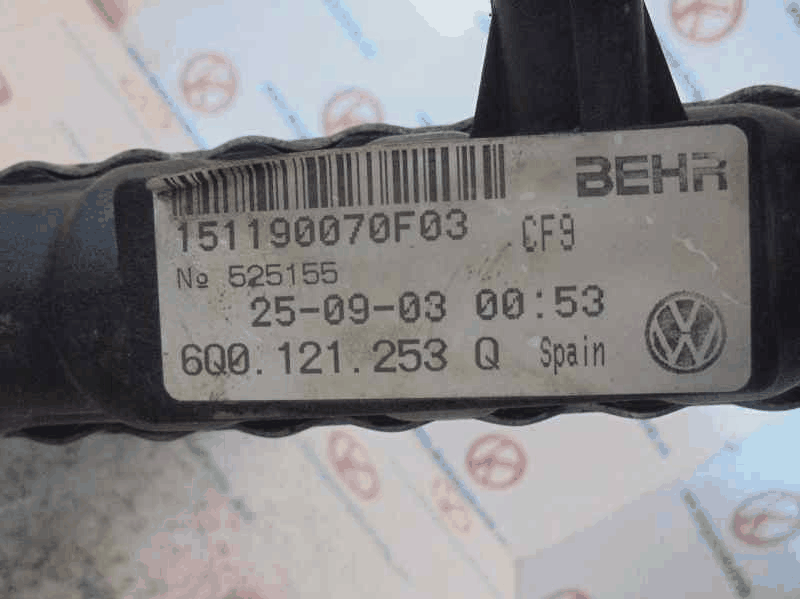 BEHR
151190070F03 CF9
№ 525155
25-09-03 00:53
6Q0.121.253 Q Spain